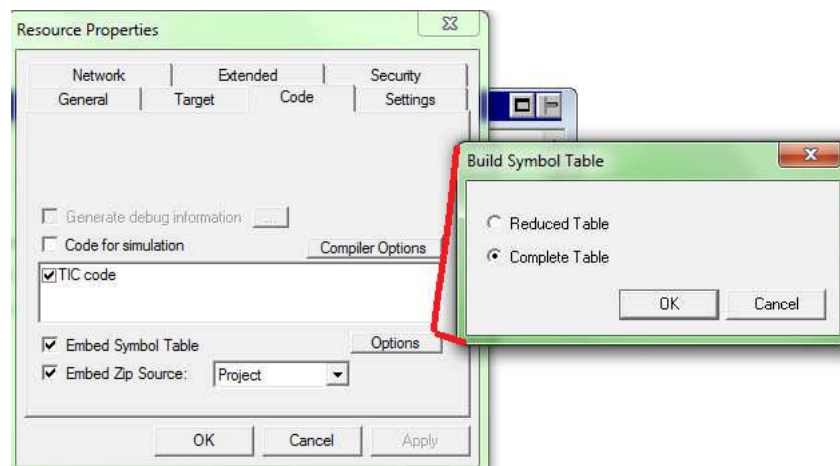 Resource Properties
Network Extended Security
General Target Code Settings
Generate debug information ...
Code for simulation Compiler Options
TIC code
Embed Symbol Table Options
Embed Zip Source: Project
OK Cancel Apply
Build Symbol Table
Reduced Table
Complete Table
OK Cancel